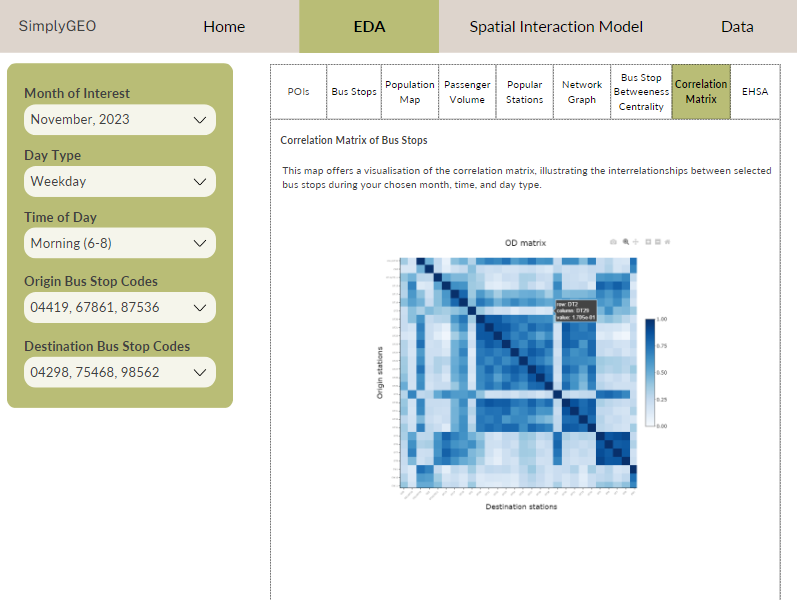 SimplyGEO
Home
EDA
Spatial Interaction Model
Data
Month of Interest
November, 2023
Day Type
Weekday
Time of Day
Morning (6-8)
Origin Bus Stop Codes
04419, 67861, 87536
Destination Bus Stop Codes
04298, 75468, 98562
POIs
Bus Stops
Population
Map
Passenger
Volume
Popular
Stations
Network
Graph
Bus Stop
Betweeness
Centrality
Correlation
Matrix
EHSA
Correlation Matrix of Bus Stops
This map offers a visualisation of the correlation matrix, illustrating the interrelationships between selected
bus stops during your chosen month, time, and day type.
OD matrix
row: DT2
column: DT29
value: 1.795e-01
Origin stations
1.00
0.75
0.50
0.25
0.00
Destination stations